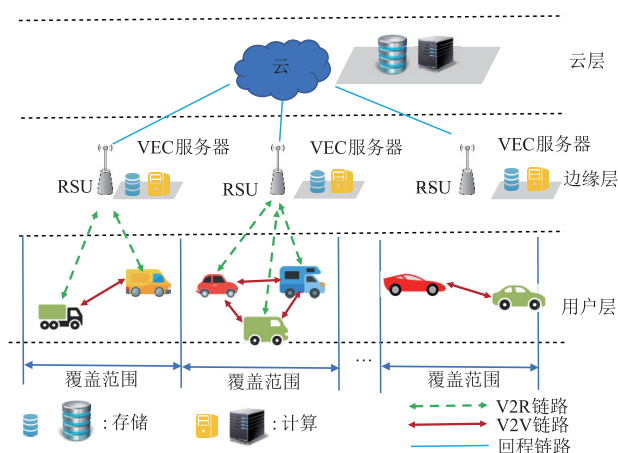 云
云层
VEC服务器
VEC服务器
VEC服务器
RSU
RSU
RSU
边缘层
用户层
...
覆盖范围
覆盖范围
覆盖范围
:存储
:计算
V2R链路
V2V链路
回程链路